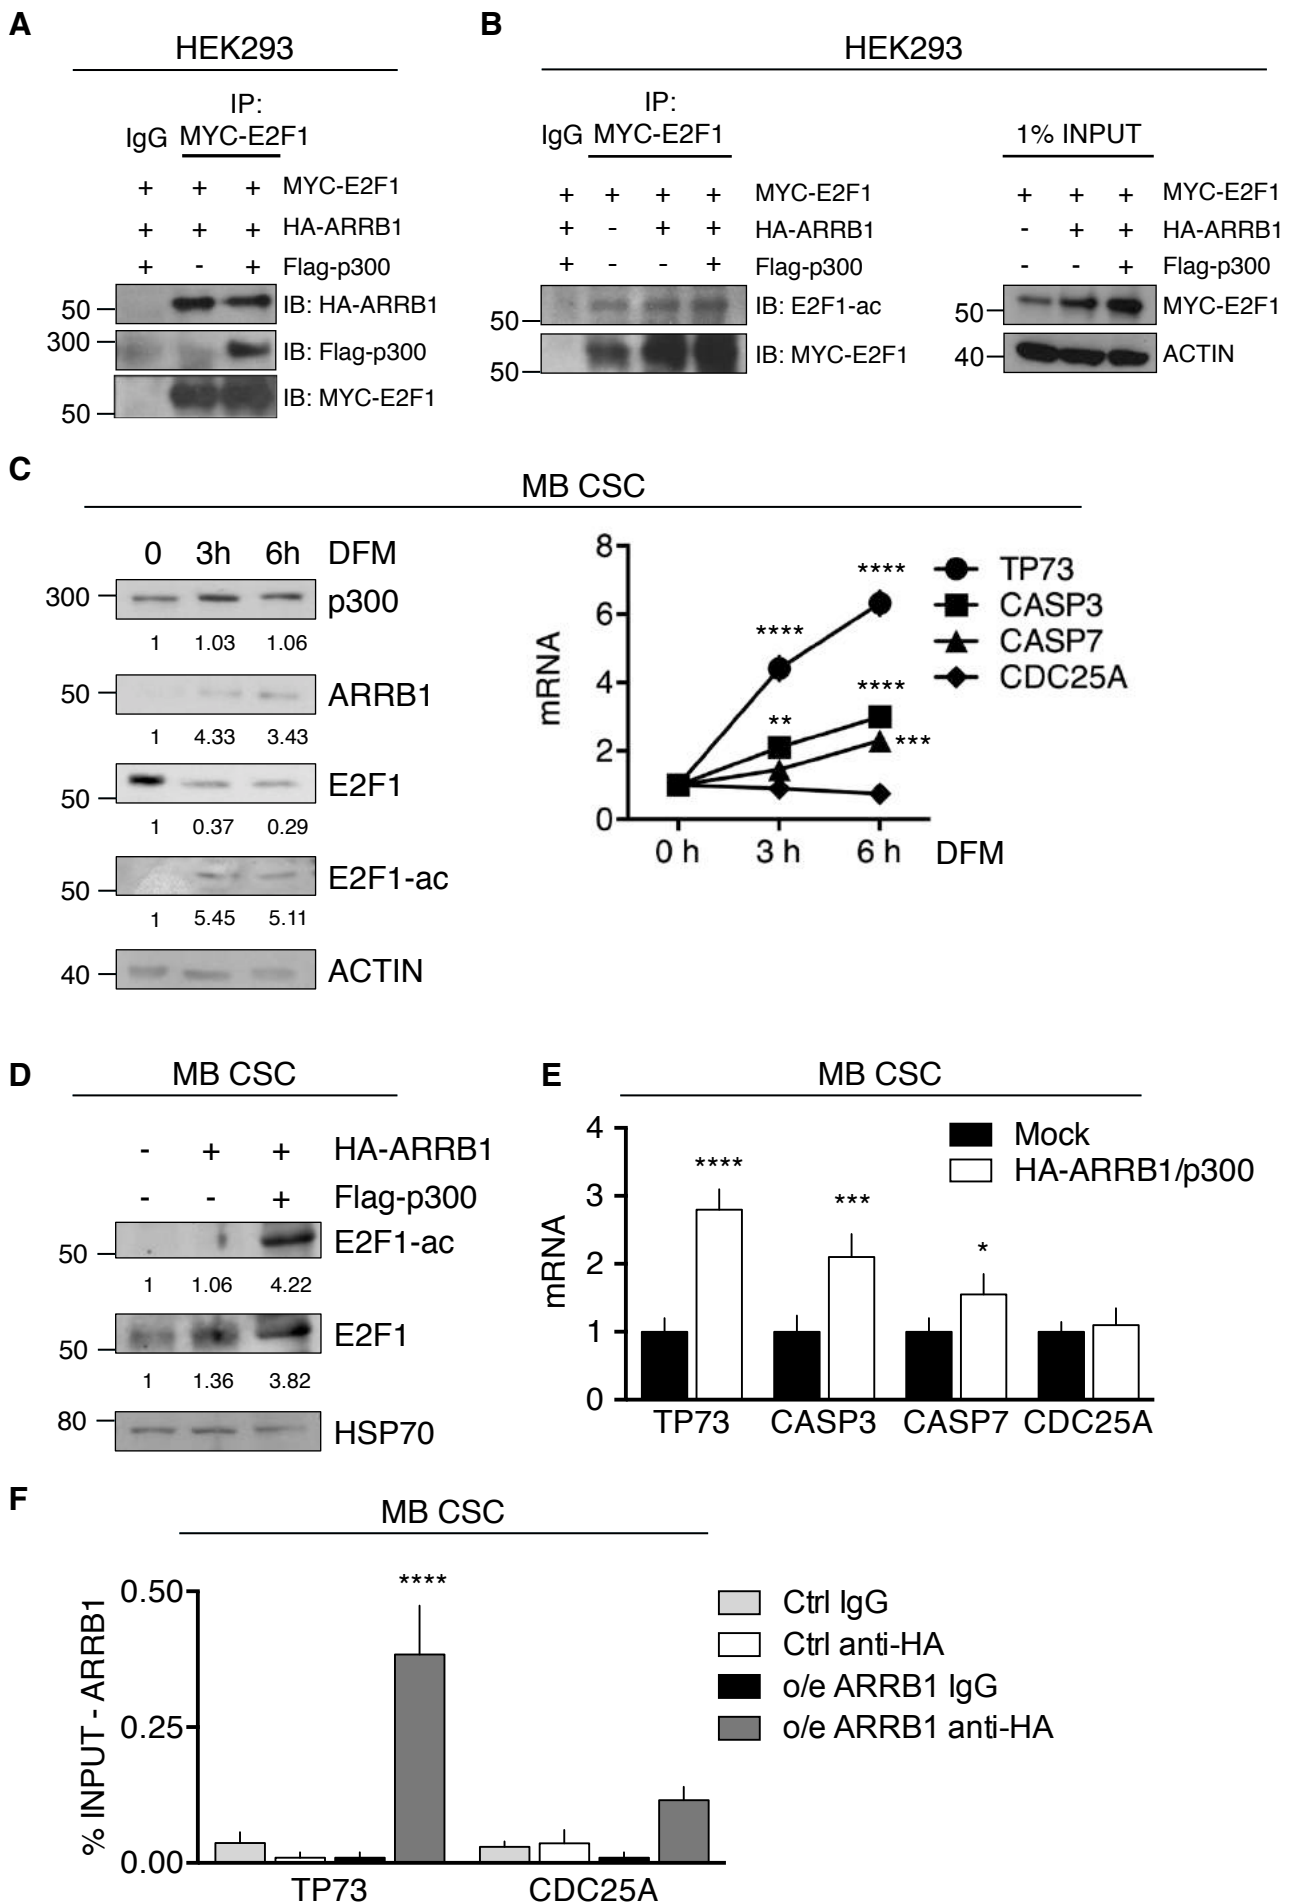 A
HEK293
IP:
IgG MYC-E2F1
+ + + MYC-E2F1
+ + + HA-ARRB1
+ - + Flag-p300
50 IB: HA-ARRB1
300 IB: Flag-p300
50 IB: MYC-E2F1
B
HEK293
IP:
IgG MYC-E2F1
+ + + + MYC-E2F1
+ - + + HA-ARRB1
+ - - + Flag-p300
50 IB: E2F1-ac
50 IB: MYC-E2F1
1% INPUT
+ + + MYC-E2F1
- + + HA-ARRB1
- - + Flag-p300
50 MYC-E2F1
40 ACTIN
C
MB CSC
0 3h 6h DFM
300 p300
1 1.03 1.06
50 ARRB1
1 4.33 3.43
50 E2F1
1 0.37 0.29
50 E2F1-ac
1 5.45 5.11
40 ACTIN
mRNA
8
6
4
2
0
****
****
****
**
***
0 h 3 h 6 h DFM
TP73
CASP3
CASP7
CDC25A
D
MB CSC
- + + HA-ARRB1
- - + Flag-p300
50 E2F1-ac
1 1.06 4.22
50 E2F1
1 1.36 3.82
80 HSP70
E
MB CSC
mRNA
4
3
2
1
0
**** *** *
Mock
HA-ARRB1/p300
TP73 CASP3 CASP7 CDC25A
F
MB CSC
% INPUT - ARRB1
0.50
0.25
0.00
****
TP73 CDC25A
Ctrl IgG
Ctrl anti-HA
o/e ARRB1 IgG
o/e ARRB1 anti-HA